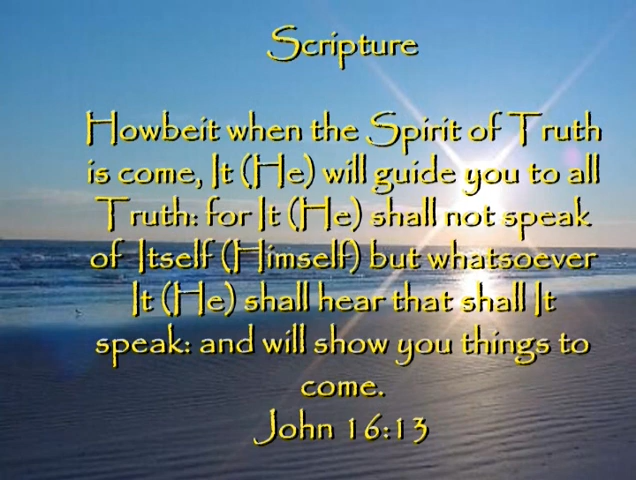 Scripture
Howbeit when the Spirit of Truth
is come, It (He) will guide you to all
Truth: for It (He) shall not speak
of Itself (Himself) but whatsoever
It (He) shall hear that shall It
speak: and will show you things to
come.
John 16:13